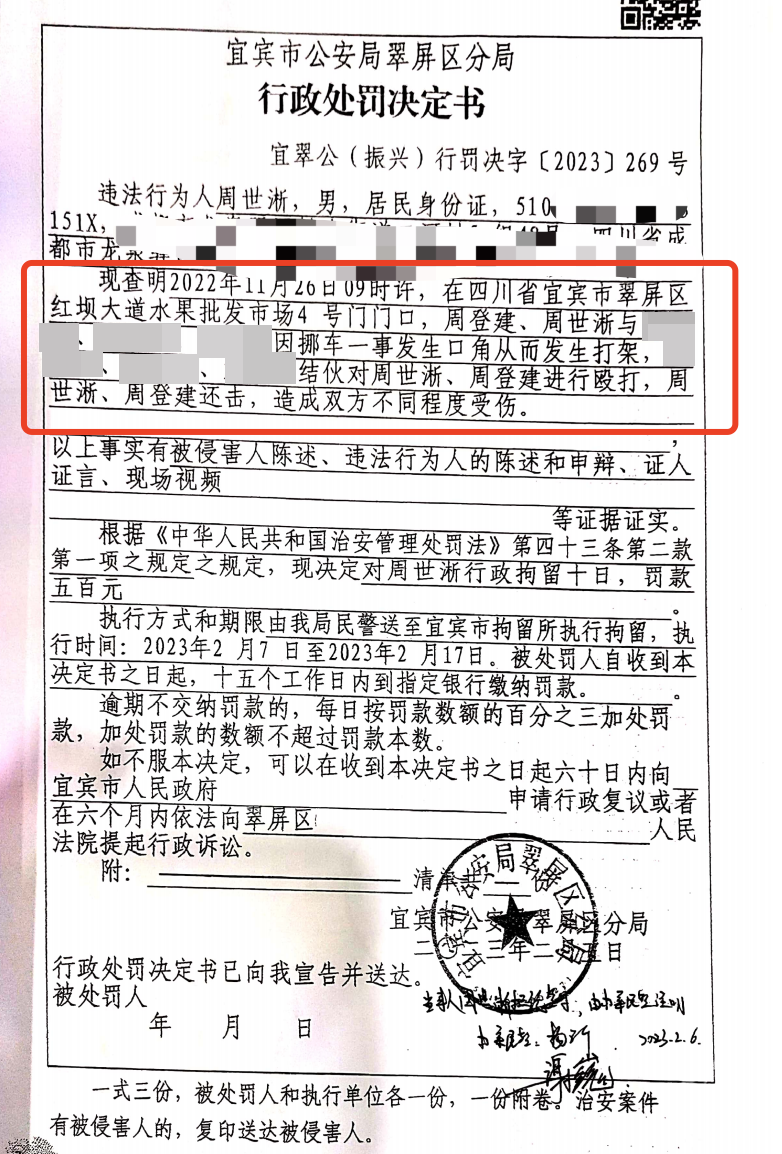 宜宾市公安局翠屏区分局
行政处罚决定书
宜翠公（振兴）行罚决字〔2023〕269号
违法行为人周世淅，男，居民身份证，510
151X，四川省成
都市龙
现查明2022年11月26日09时许，在四川省宜宾市翠屏区
红坝大道水果批发市场4 号门门口，周登建、周世淅与
、因挪车一事发生口角从而发生打架，
、、结伙对周世淅、周登建进行殴打，周
世淅、周登建还击，造成双方不同程度受伤。
，
以上事实有被侵害人陈述、违法行为人的陈述和申辩、证人
证言、现场视频
等证据证实。
根据《中华人民共和国治安管理处罚法》第四十三条第二款
第一项之规定之规定，现决定对周世淅行政拘留十日，罚款
五百元。
执行方式和期限由我局民警送至宜宾市拘留所执行拘留，执
行时间：2023年2 月7 日至2023年2 月17日。被处罚人自收到本
决定书之日起，十五个工作日内到指定银行缴纳罚款。。
逾期不交纳罚款的，每日按罚款数额的百分之三加处罚
款，加处罚款的数额不超过罚款本数。
如不服本决定，可以在收到本决定书之日起六十日内向
宜宾市人民政府 申请行政复议或者
在六个月内依法向翠屏区 人民
法院提起行政诉讼。
附： 清单共 份
宜宾市公安局翠屏区分局
二〇二三年二月 日
行政处罚决定书已向我宣告并送达。
被处罚人
年 月 日
2023.2.6.
一式三份，被处罚人和执行单位各一份，一份附卷。治安案件
有被侵害人的，复印送达被侵害人。